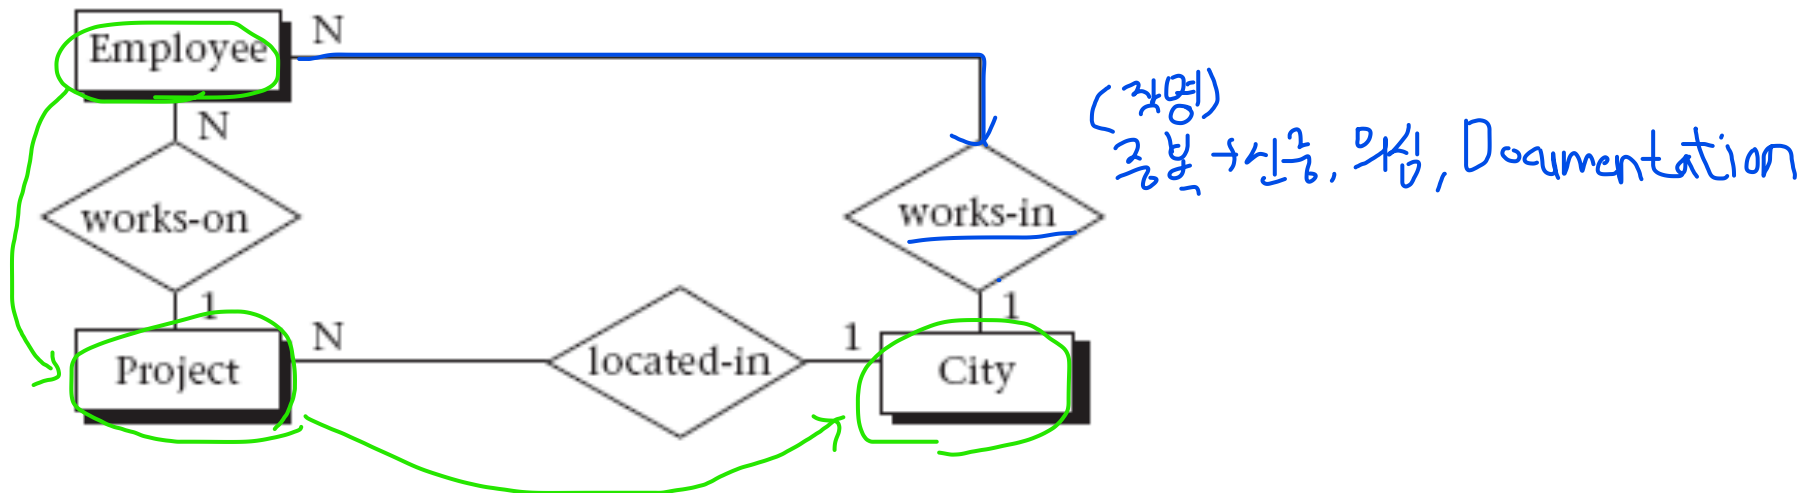 Employee
N
N
works-on
1
Project
N
located-in
1
works-in
1
City
(장명)
중복→신중, 의심, Documentation